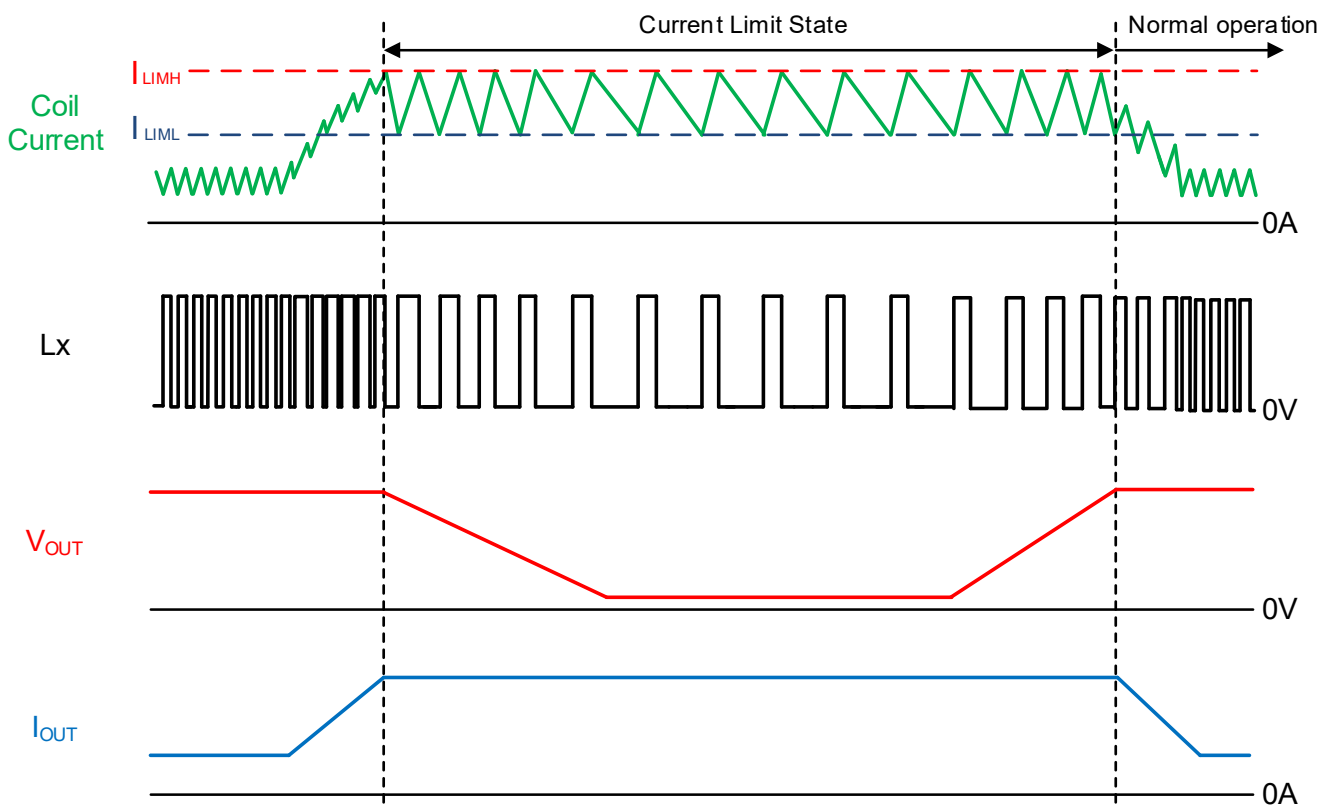 Current Limit State
Normal operation
ILIMH
Coil
Current
ILIML
0A
Lx
0V
VOUT
0V
IOUT
0A